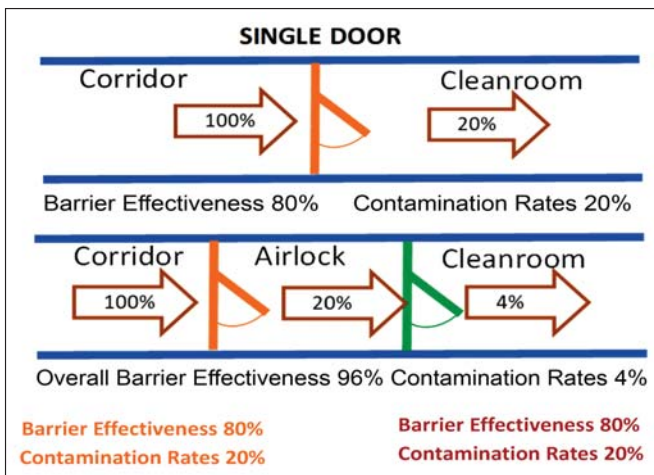 SINGLE DOOR
Corridor Cleanroom
100% 20%
Barrier Effectiveness 80% Contamination Rates 20%
Corridor Airlock Cleanroom
100% 20% 4%
Overall Barrier Effectiveness 96% Contamination Rates 4%
Barrier Effectiveness 80%
Contamination Rates 20%
Barrier Effectiveness 80%
Contamination Rates 20%